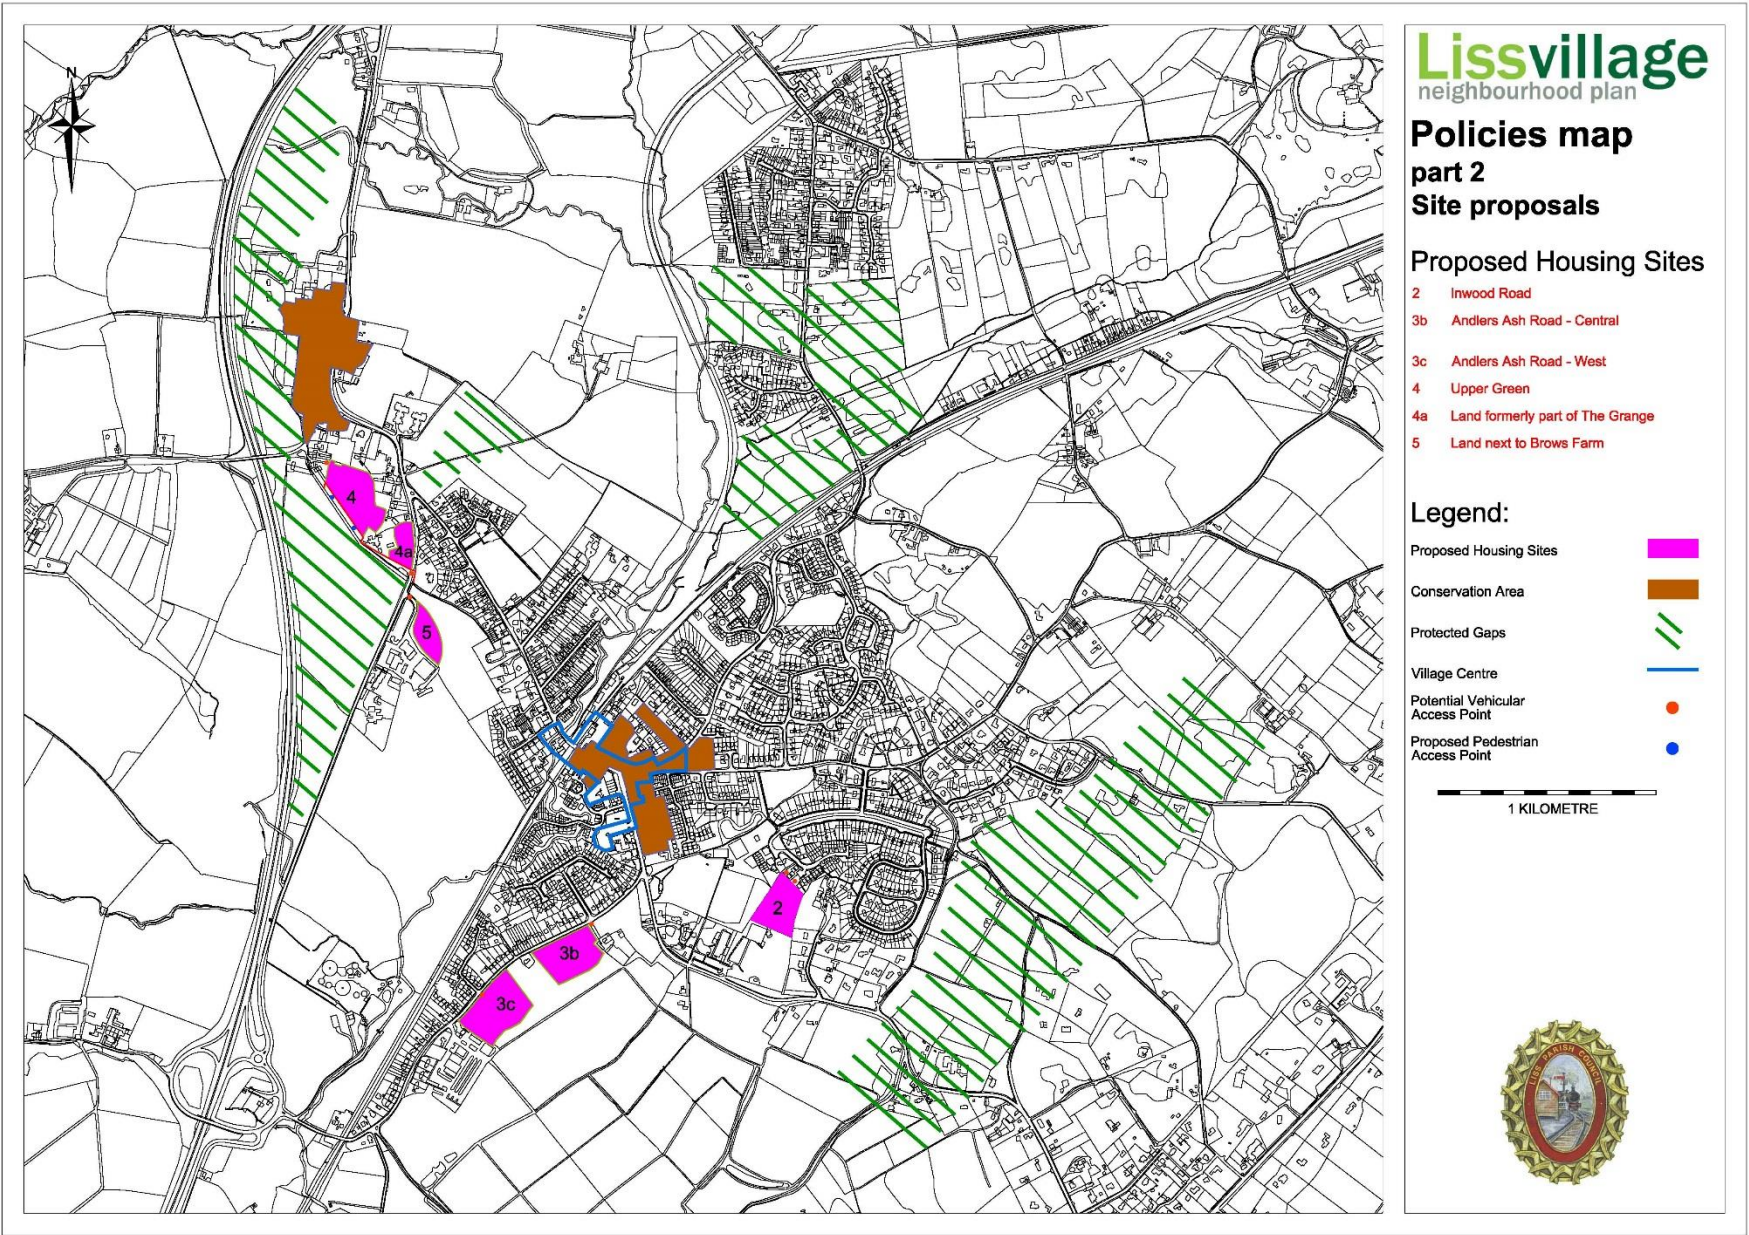 N
4
4a
5
2
3b
3c
Lissvillage
neighbourhood plan
Policies map
part 2
Site proposals
Proposed Housing Sites
2 Inwood Road
3b Andlers Ash Road - Central
3c Andlers Ash Road - West
4 Upper Green
4a Land formerly part of The Grange
5 Land next to Brows Farm
Legend:
Proposed Housing Sites
Conservation Area
Protected Gaps
Village Centre
Potential Vehicular
Access Point
Proposed Pedestrian
Access Point
1 KILOMETRE
LISS PARISH COUNCIL